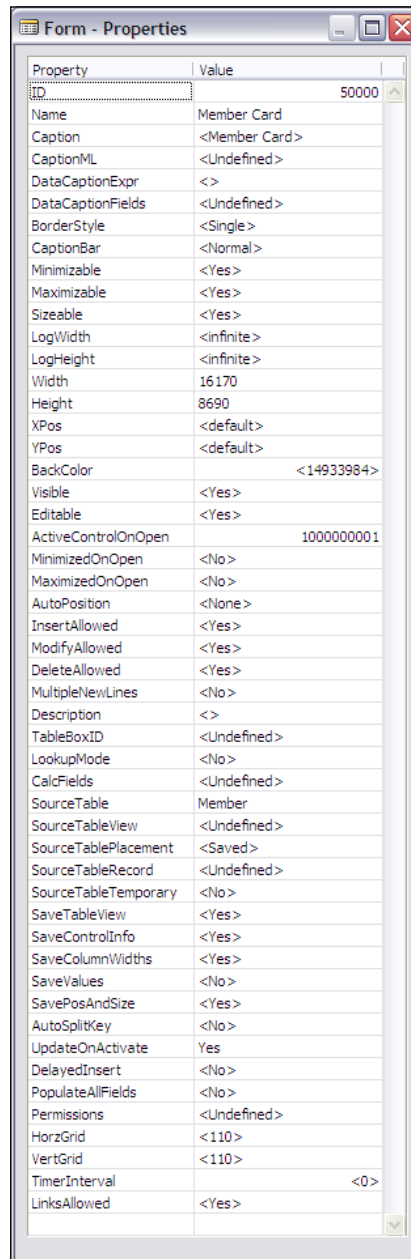 Form - Properties
Property Value
ID 50000
Name Member Card
Caption <Member Card>
CaptionML <Undefined>
DataCaptionExpr <>
DataCaptionFields <Undefined>
BorderStyle <Single>
CaptionBar <Normal>
Minimizable <Yes>
Maximizable <Yes>
Sizeable <Yes>
LogWidth <infinite>
LogHeight <infinite>
Width 16170
Height 8690
XPos <default>
YPos <default>
BackColor <14933984>
Visible <Yes>
Editable <Yes>
ActiveControlOnOpen 1000000001
MinimizedOnOpen <No>
MaximizedOnOpen <No>
AutoPosition <None>
InsertAllowed <Yes>
ModifyAllowed <Yes>
DeleteAllowed <Yes>
MultipleNewLines <No>
Description <>
TableBoxID <Undefined>
LookupMode <No>
CalcFields <Undefined>
SourceTable Member
SourceTableView <Undefined>
SourceTablePlacement <Saved>
SourceTableRecord <Undefined>
SourceTableTemporary <No>
SaveTableView <Yes>
SaveControlInfo <Yes>
SaveColumnWidths <Yes>
SaveValues <No>
SavePosAndSize <Yes>
AutoSplitKey <No>
UpdateOnActivate Yes
DelayedInsert <No>
PopulateAllFields <No>
Permissions <Undefined>
HorzGrid <110>
VertGrid <110>
TimerInterval <0>
LinksAllowed <Yes>